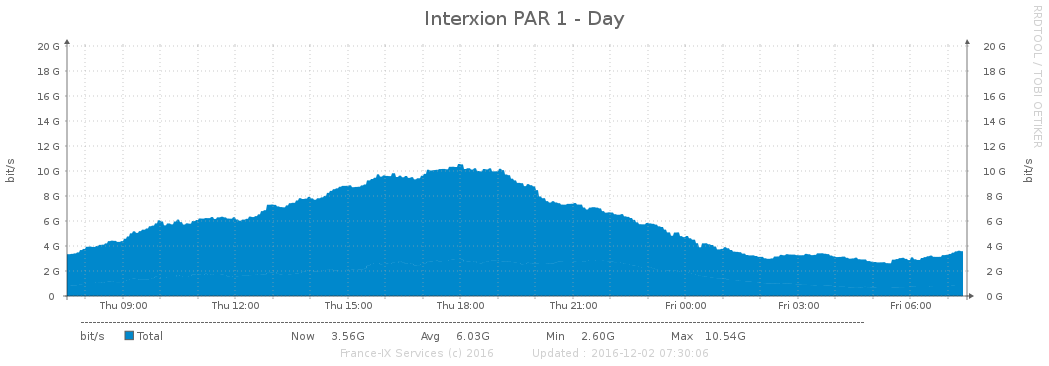 Interxion PAR 1 - Day
RRDTOOL / TOBI OETIKER
20 G 20 G
18 G 18 G
16 G 16 G
14 G 14 G
12 G 12 G
10 G 10 G
8 G 8 G
6 G 6 G
4 G 4 G
2 G 2 G
0 0 G
bit/s bit/s
Thu 09:00 Thu 12:00 Thu 15:00 Thu 18:00 Thu 21:00 Fri 00:00 Fri 03:00 Fri 06:00
bit/s Total Now 3.56G Avg 6.03G Min 2.60G Max 10.54G
France-IX Services (c) 2016 Updated : 2016-12-02 07:30:06